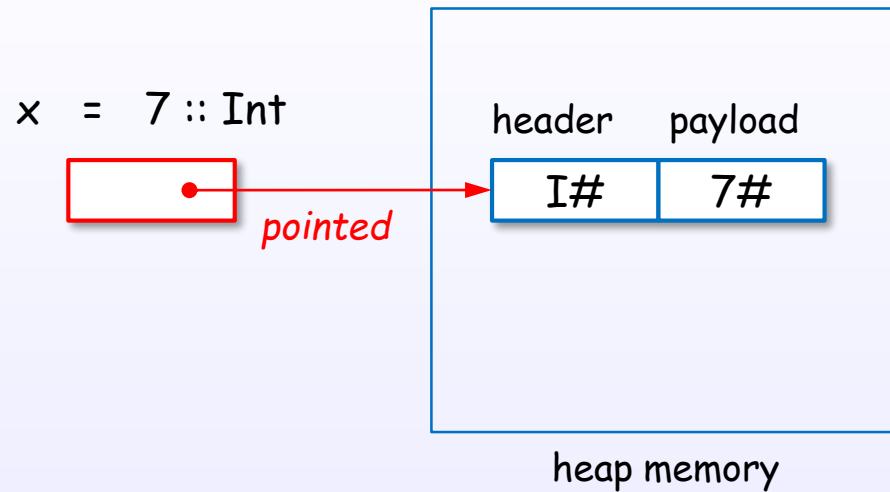 x = 7 :: Int
header payload
I# 7#
pointed
heap memory